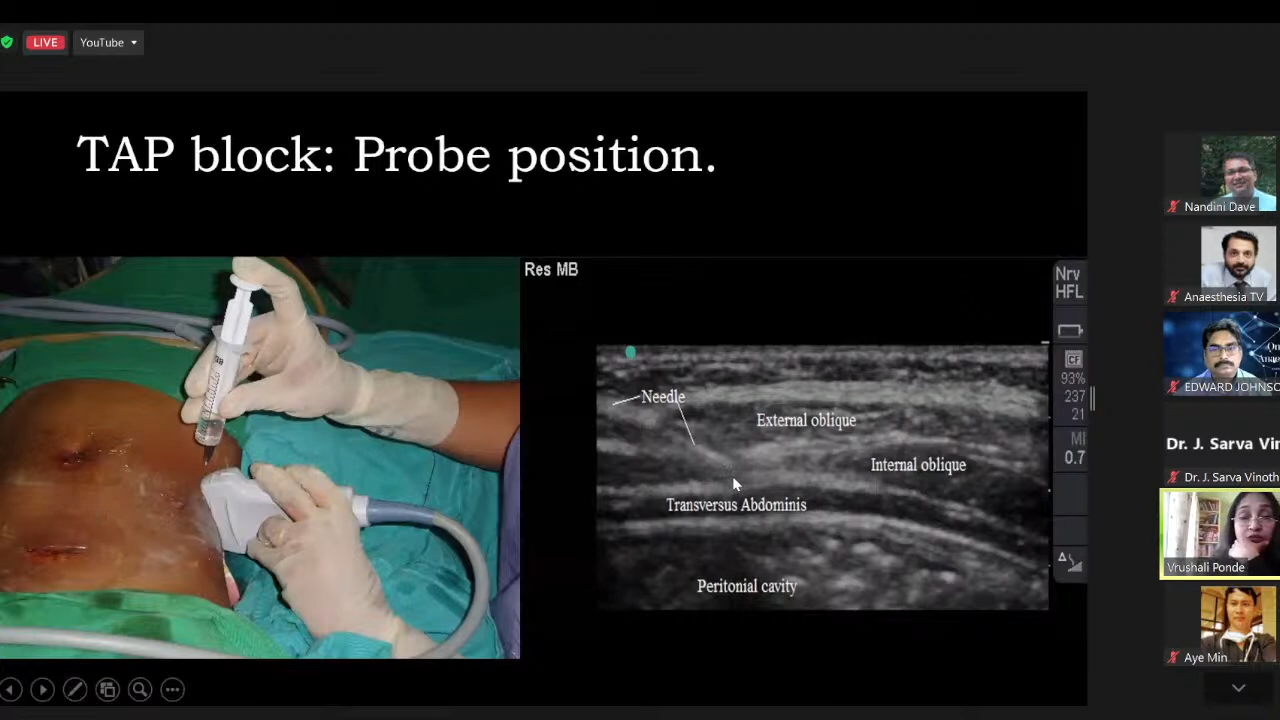 LIVE
YouTube
TAP block: Probe position.
Res MB
Nrv
HFL
CF
93%
237
21
MI
0.7
Needle
External oblique
Internal oblique
Transversus Abdominis
Peritonial cavity
Nandini Dave
Anaesthesia TV
EDWARD JOHNSO
Dr. J. Sarva Vin
Dr. J. Sarva Vinoth
Vrushali Ponde
Aye Min